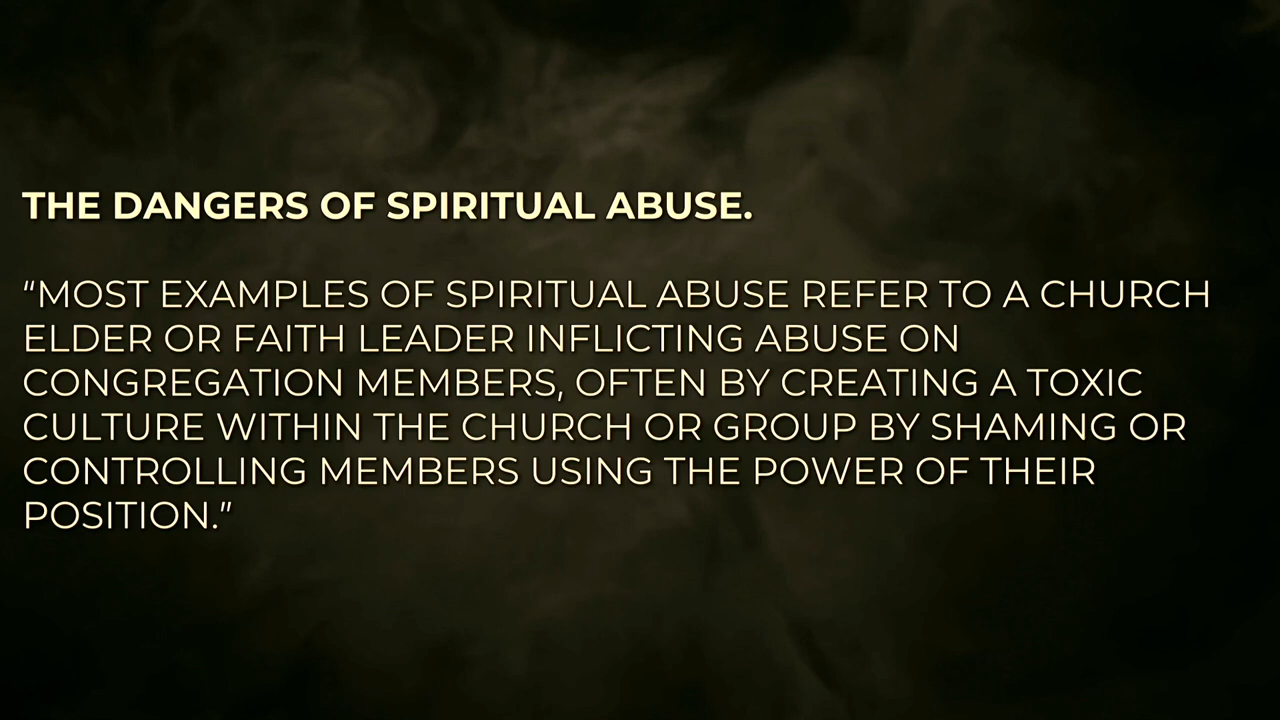 THE DANGERS OF SPIRITUAL ABUSE.
“MOST EXAMPLES OF SPIRITUAL ABUSE REFER TO A CHURCH
ELDER OR FAITH LEADER INFLICTING ABUSE ON
CONGREGATION MEMBERS, OFTEN BY CREATING A TOXIC
CULTURE WITHIN THE CHURCH OR GROUP BY SHAMING OR
CONTROLLING MEMBERS USING THE POWER OF THEIR
POSITION.”